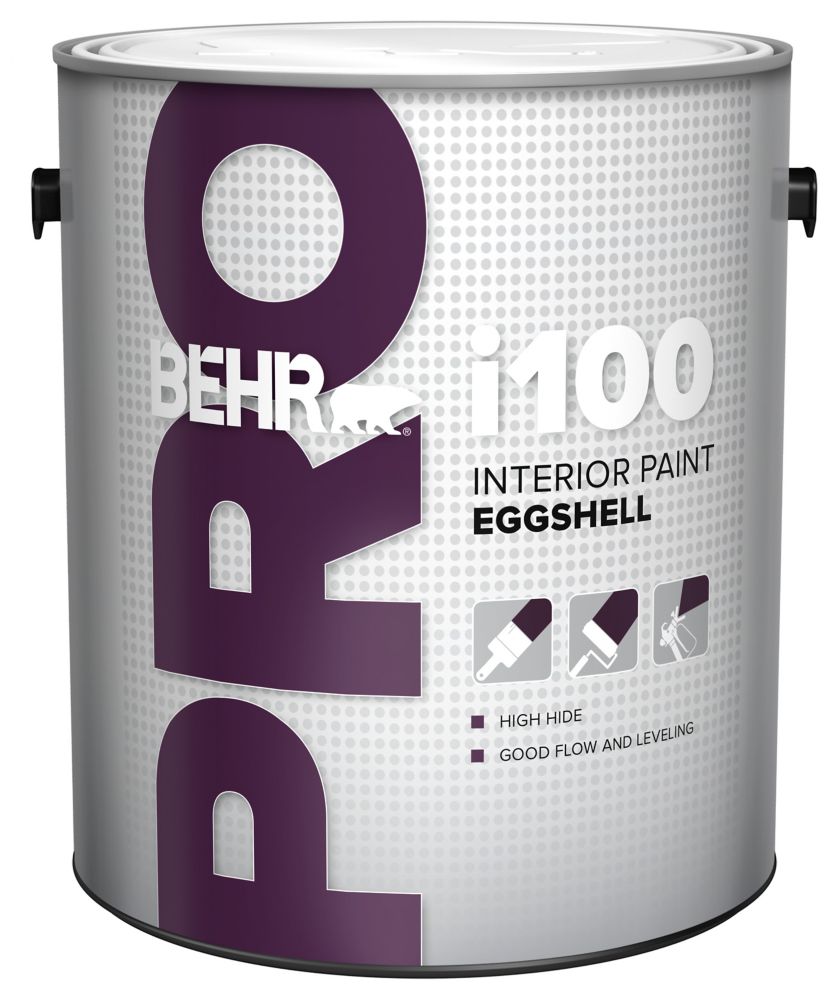 PRO
BEHR®
i100
INTERIOR PAINT
EGGSHELL
HIGH HIDE
GOOD FLOW AND LEVELING